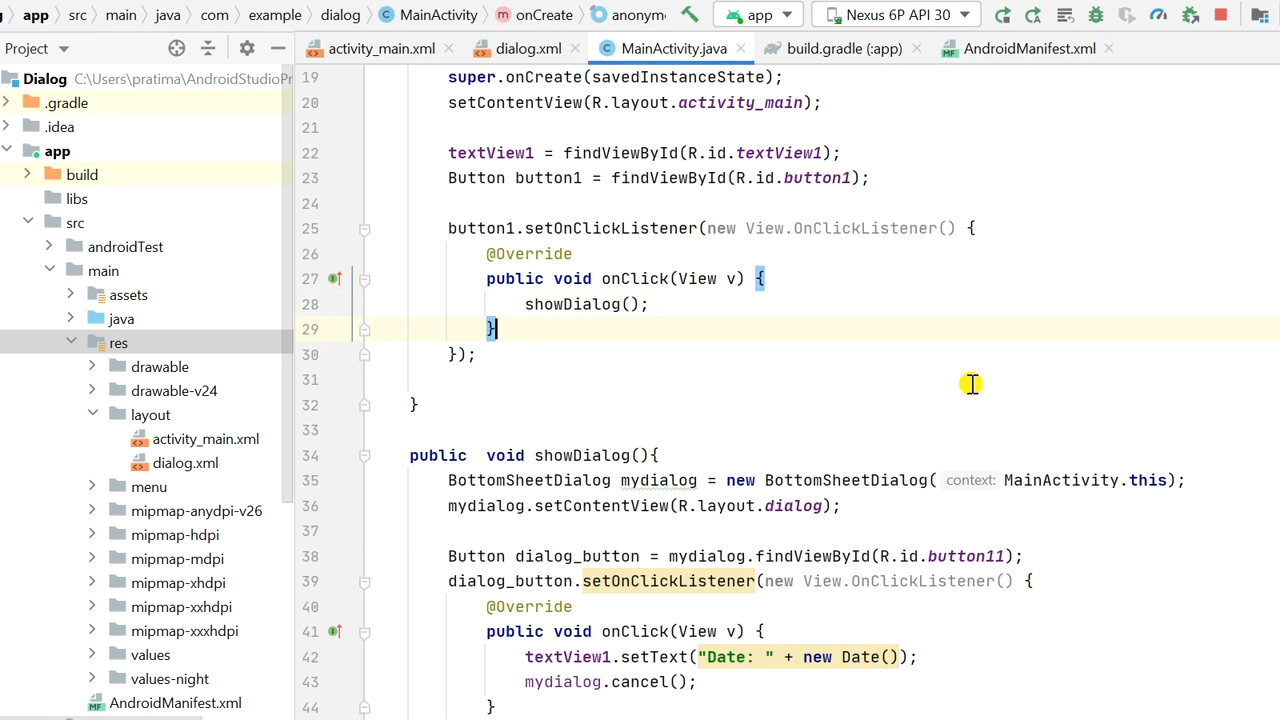 app > src > main > java > com > example > dialog > MainActivity > onCreate > anonym
app
Nexus 6P API 30
Project
activity_main.xml
dialog.xml
MainActivity.java
build.gradle (:app)
AndroidManifest.xml
Dialog C:\Users\pratima\AndroidStudioPr
.gradle
.idea
app
build
libs
src
androidTest
main
assets
java
res
drawable
drawable-v24
layout
activity_main.xml
dialog.xml
menu
mipmap-anydpi-v26
mipmap-hdpi
mipmap-mdpi
mipmap-xhdpi
mipmap-xxhdpi
mipmap-xxxhdpi
values
values-night
AndroidManifest.xml
19 super.onCreate(savedInstanceState);
20 setContentView(R.layout.activity_main);
21
22 textView1 = findViewById(R.id.textView1);
23 Button button1 = findViewById(R.id.button1);
24
25 button1.setOnClickListener(new View.OnClickListener() {
26 @Override
27 public void onClick(View v) {
28 showDialog();
29 }
30 });
31
32 }
33
34 public  void showDialog(){
35 BottomSheetDialog mydialog = new BottomSheetDialog( context: MainActivity.this);
36 mydialog.setContentView(R.layout.dialog);
37
38 Button dialog_button = mydialog.findViewById(R.id.button11);
39 dialog_button.setOnClickListener(new View.OnClickListener() {
40 @Override
41 public void onClick(View v) {
42 textView1.setText("Date: " + new Date());
43 mydialog.cancel();
44 }